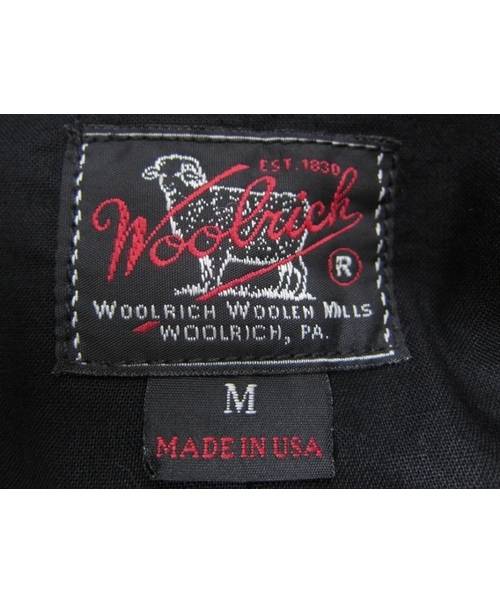 EST. 1830
Woolrich
®
WOOLRICH WOOLEN MILLS
WOOLRICH, PA.
M
MADE IN USA